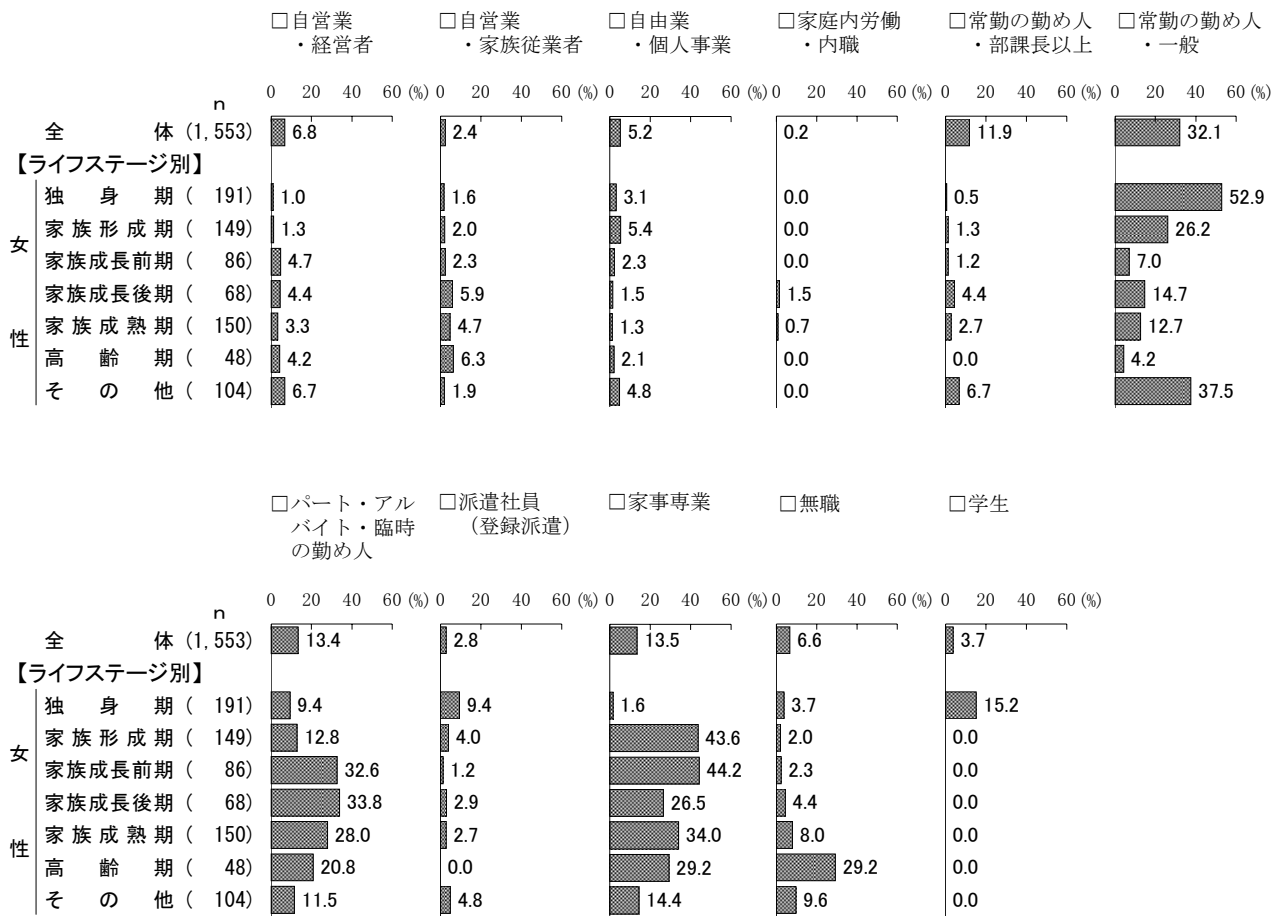 □自営業 □自営業 □自由業 □家庭内労働 □常勤の勤め人 □常勤の勤め人
・経営者 ・家族従業者 ・個人事業 ・内職 ・部課長以上 ・一般
n 0 20 40 60 (%) 0 20 40 60 (%) 0 20 40 60 (%) 0 20 40 60 (%) 0 20 40 60 (%) 0 20 40 60 (%)
全体 (1,553) 6.8 2.4 5.2 0.2 11.9 32.1
【ライフステージ別】
女性
独身期 ( 191) 1.0 1.6 3.1 0.0 0.5 52.9
家族形成期 ( 149) 1.3 2.0 5.4 0.0 1.3 26.2
家族成長前期 ( 86) 4.7 2.3 2.3 0.0 1.2 7.0
家族成長後期 ( 68) 4.4 5.9 1.5 1.5 4.4 14.7
家族成熟期 ( 150) 3.3 4.7 1.3 0.7 2.7 12.7
高齢期 ( 48) 4.2 6.3 2.1 0.0 0.0 4.2
その他 ( 104) 6.7 1.9 4.8 0.0 6.7 37.5
□パート・アル □派遣社員 □家事専業 □無職 □学生
バイト・臨時 (登録派遣)
の勤め人
n 0 20 40 60 (%) 0 20 40 60 (%) 0 20 40 60 (%) 0 20 40 60 (%) 0 20 40 60 (%)
全体 (1,553) 13.4 2.8 13.5 6.6 3.7
【ライフステージ別】
女性
独身期 ( 191) 9.4 9.4 1.6 3.7 15.2
家族形成期 ( 149) 12.8 4.0 43.6 2.0 0.0
家族成長前期 ( 86) 32.6 1.2 44.2 2.3 0.0
家族成長後期 ( 68) 33.8 2.9 26.5 4.4 0.0
家族成熟期 ( 150) 28.0 2.7 34.0 8.0 0.0
高齢期 ( 48) 20.8 0.0 29.2 29.2 0.0
その他 ( 104) 11.5 4.8 14.4 9.6 0.0